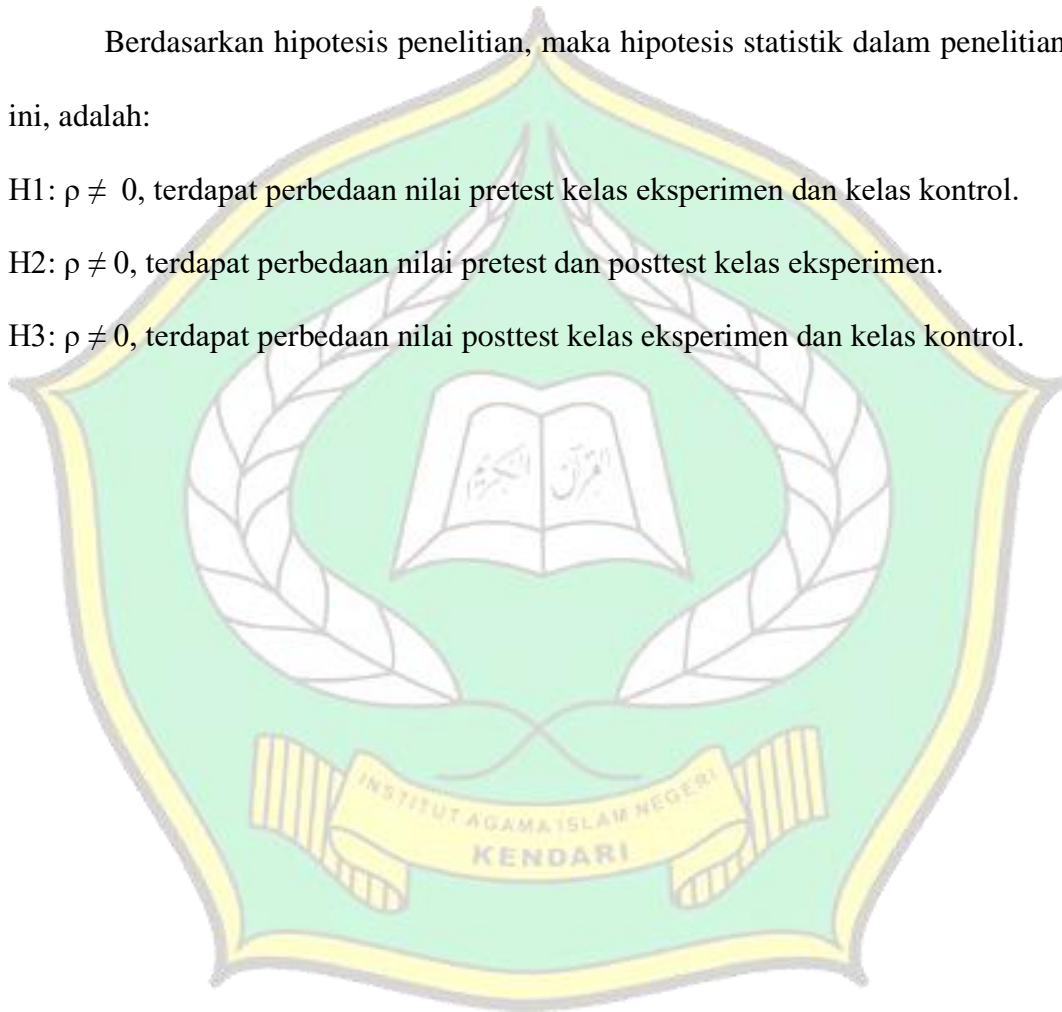 Berdasarkan hipotesis penelitian, maka hipotesis statistik dalam penelitian
ini, adalah:
H1: ρ ≠ 0, terdapat perbedaan nilai pretest kelas eksperimen dan kelas kontrol.
H2: ρ ≠ 0, terdapat perbedaan nilai pretest dan posttest kelas eksperimen.
H3: ρ ≠ 0, terdapat perbedaan nilai posttest kelas eksperimen dan kelas kontrol.
القرآن الكريم
INSTITUT AGAMA ISLAM NEGERI
KENDARI